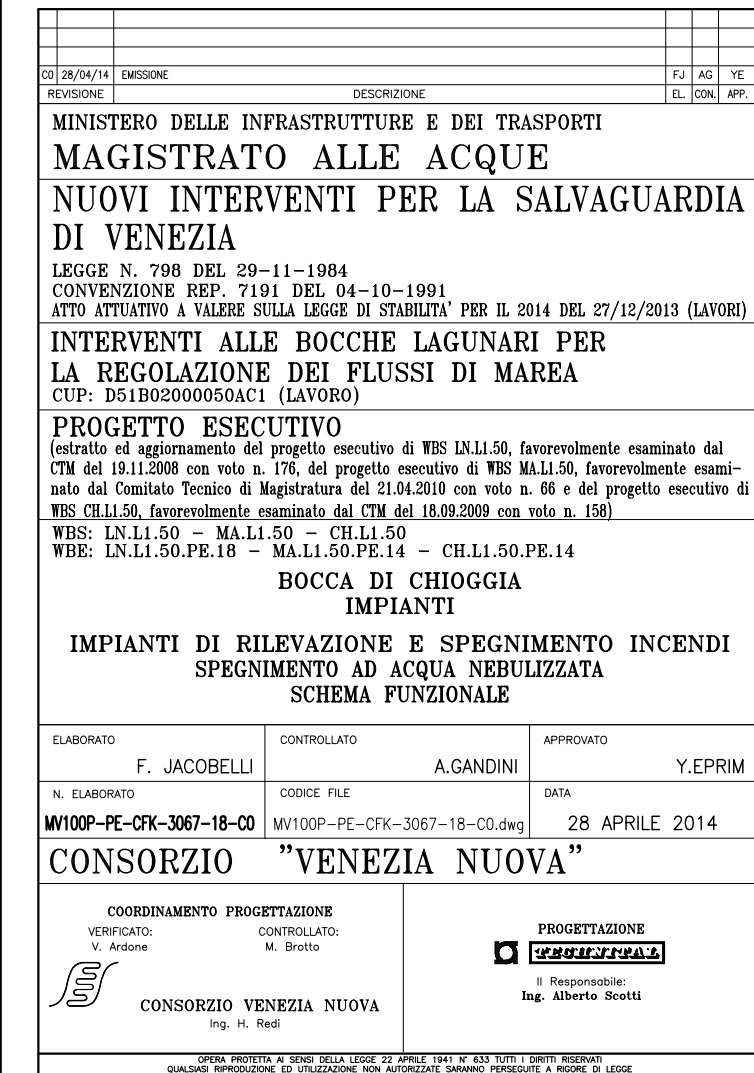 C0 28/04/14 EMISSIONE FJ AG YE
REVISIONE DESCRIZIONE EL. CON. APP.
MINISTERO DELLE INFRASTRUTTURE E DEI TRASPORTI
MAGISTRATO ALLE ACQUE
NUOVI INTERVENTI PER LA SALVAGUARDIA
DI VENEZIA
LEGGE N. 798 DEL 29-11-1984
CONVENZIONE REP. 7191 DEL 04-10-1991
ATTO ATTUATIVO A VALERE SULLA LEGGE DI STABILITA' PER IL 2014 DEL 27/12/2013 (LAVORI)
INTERVENTI ALLE BOCCHE LAGUNARI PER
LA REGOLAZIONE DEI FLUSSI DI MAREA
CUP: D51B02000050AC1 (LAVORO)
PROGETTO ESECUTIVO
(estratto ed aggiornamento del progetto esecutivo di WBS LN.L1.50, favorevolmente esaminato dal
CTM del 19.11.2008 con voto n. 176, del progetto esecutivo di WBS MA.L1.50, favorevolmente esami-
nato dal Comitato Tecnico di Magistratura del 21.04.2010 con voto n. 66 e del progetto esecutivo di
WBS CH.L1.50, favorevolmente esaminato dal CTM del 18.09.2009 con voto n. 158)
WBS: LN.L1.50 - MA.L1.50 - CH.L1.50
WBE: LN.L1.50.PE.18 - MA.L1.50.PE.14 - CH.L1.50.PE.14
BOCCA DI CHIOGGIA
IMPIANTI
IMPIANTI DI RILEVAZIONE E SPEGNIMENTO INCENDI
SPEGNIMENTO AD ACQUA NEBULIZZATA
SCHEMA FUNZIONALE
ELABORATO CONTROLLATO APPROVATO
F. JACOBELLI A.GANDINI Y.EPRIM
N. ELABORATO CODICE FILE DATA
MV100P-PE-CFK-3067-18-C0 MV100P-PE-CFK-3067-18-C0.dwg 28 APRILE 2014
CONSORZIO "VENEZIA NUOVA"
COORDINAMENTO PROGETTAZIONE
VERIFICATO: CONTROLLATO:
V. Ardone M. Brotto
CONSORZIO VENEZIA NUOVA
Ing. H. Redi
PROGETTAZIONE
TECHNITAL
Il Responsabile:
Ing. Alberto Scotti
OPERA PROTETTA AI SENSI DELLA LEGGE 22 APRILE 1941 N° 633 TUTTI I DIRITTI RISERVATI
QUALSIASI RIPRODUZIONE ED UTILIZZAZIONE NON AUTORIZZATE SARANNO PERSEGUITE A RIGORE DI LEGGE